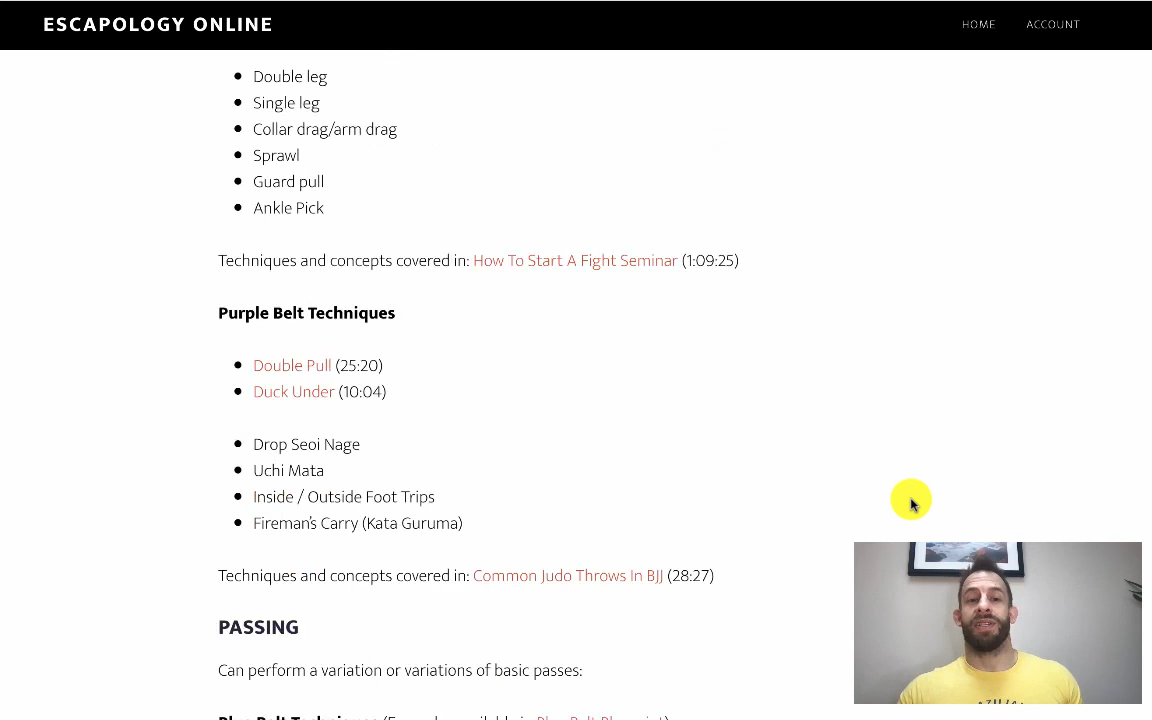 ESCAPOLOGY ONLINE
HOME
ACCOUNT
Double leg
Single leg
Collar drag/arm drag
Sprawl
Guard pull
Ankle Pick
Techniques and concepts covered in: How To Start A Fight Seminar (1:09:25)
Purple Belt Techniques
Double Pull (25:20)
Duck Under (10:04)
Drop Seoi Nage
Uchi Mata
Inside / Outside Foot Trips
Fireman's Carry (Kata Guruma)
Techniques and concepts covered in: Common Judo Throws In BJJ (28:27)
PASSING
Can perform a variation or variations of basic passes:
Blue Belt Techniques